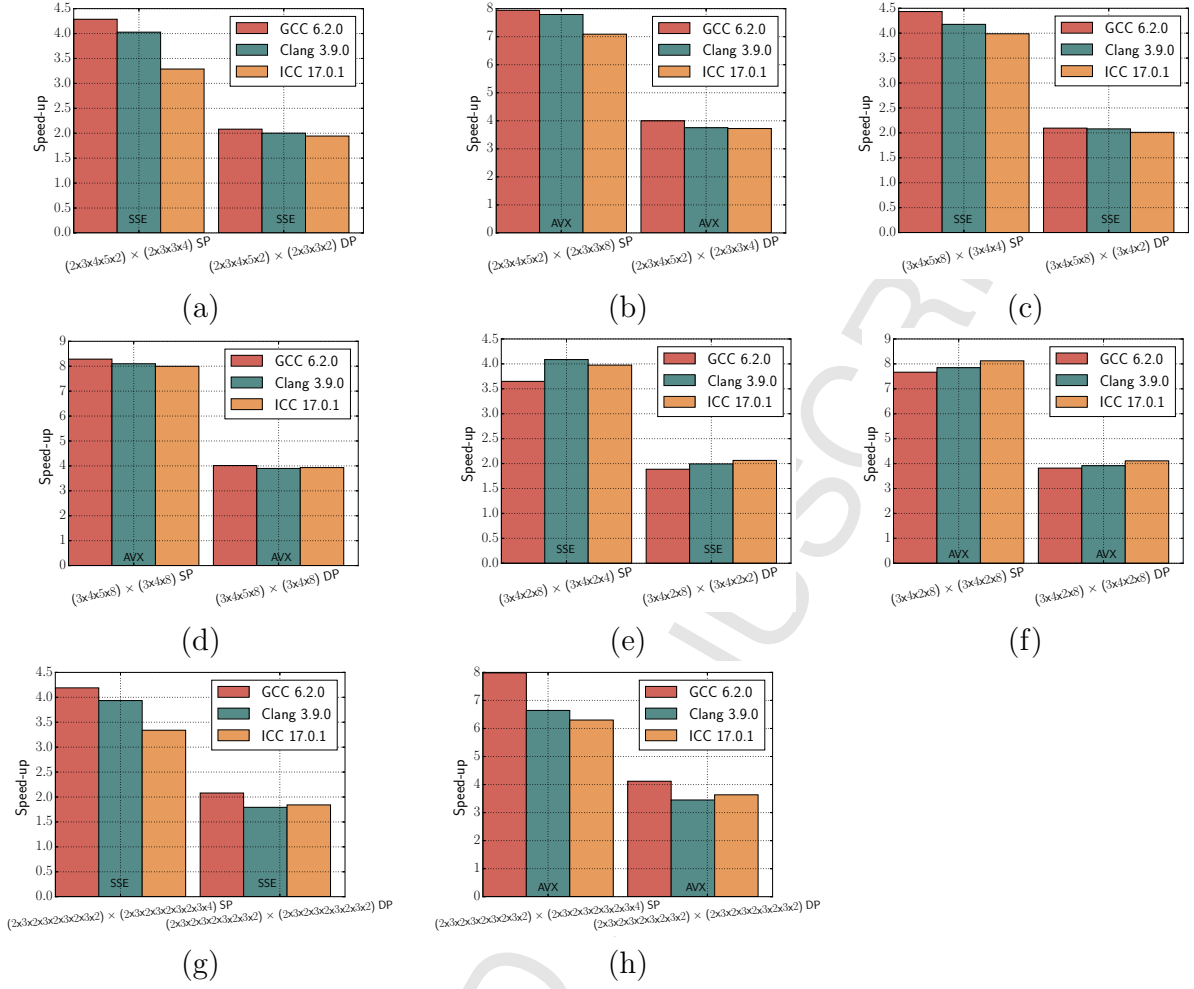 4.5
4.0
3.5
3.0
2.5
2.0
1.5
1.0
0.5
0.0
Speed-up
GCC 6.2.0
Clang 3.9.0
ICC 17.0.1
SSE
SSE
(2x3x4x5x2) × (2x3x3x4) SP
(2x3x4x5x2) × (2x3x3x2) DP
(a)
8
7
6
5
4
3
2
1
0
Speed-up
GCC 6.2.0
Clang 3.9.0
ICC 17.0.1
AVX
AVX
(2x3x4x5x2) × (2x3x3x8) SP
(2x3x4x5x2) × (2x3x3x4) DP
(b)
4.5
4.0
3.5
3.0
2.5
2.0
1.5
1.0
0.5
0.0
Speed-up
GCC 6.2.0
Clang 3.9.0
ICC 17.0.1
SSE
SSE
(3x4x5x8) × (3x4x4) SP
(3x4x5x8) × (3x4x2) DP
(c)
9
8
7
6
5
4
3
2
1
0
Speed-up
GCC 6.2.0
Clang 3.9.0
ICC 17.0.1
AVX
AVX
(3x4x5x8) × (3x4x8) SP
(3x4x5x8) × (3x4x8) DP
(d)
4.5
4.0
3.5
3.0
2.5
2.0
1.5
1.0
0.5
0.0
Speed-up
GCC 6.2.0
Clang 3.9.0
ICC 17.0.1
SSE
SSE
(3x4x2x8) × (3x4x2x4) SP
(3x4x2x8) × (3x4x2x2) DP
(e)
9
8
7
6
5
4
3
2
1
0
Speed-up
GCC 6.2.0
Clang 3.9.0
ICC 17.0.1
AVX
AVX
(3x4x2x8) × (3x4x2x8) SP
(3x4x2x8) × (3x4x2x8) DP
(f)
4.5
4.0
3.5
3.0
2.5
2.0
1.5
1.0
0.5
0.0
Speed-up
GCC 6.2.0
Clang 3.9.0
ICC 17.0.1
SSE
SSE
SP
DP
(g)
8
7
6
5
4
3
2
1
0
Speed-up
GCC 6.2.0
Clang 3.9.0
ICC 17.0.1
AVX
AVX
SP
DP
(h)